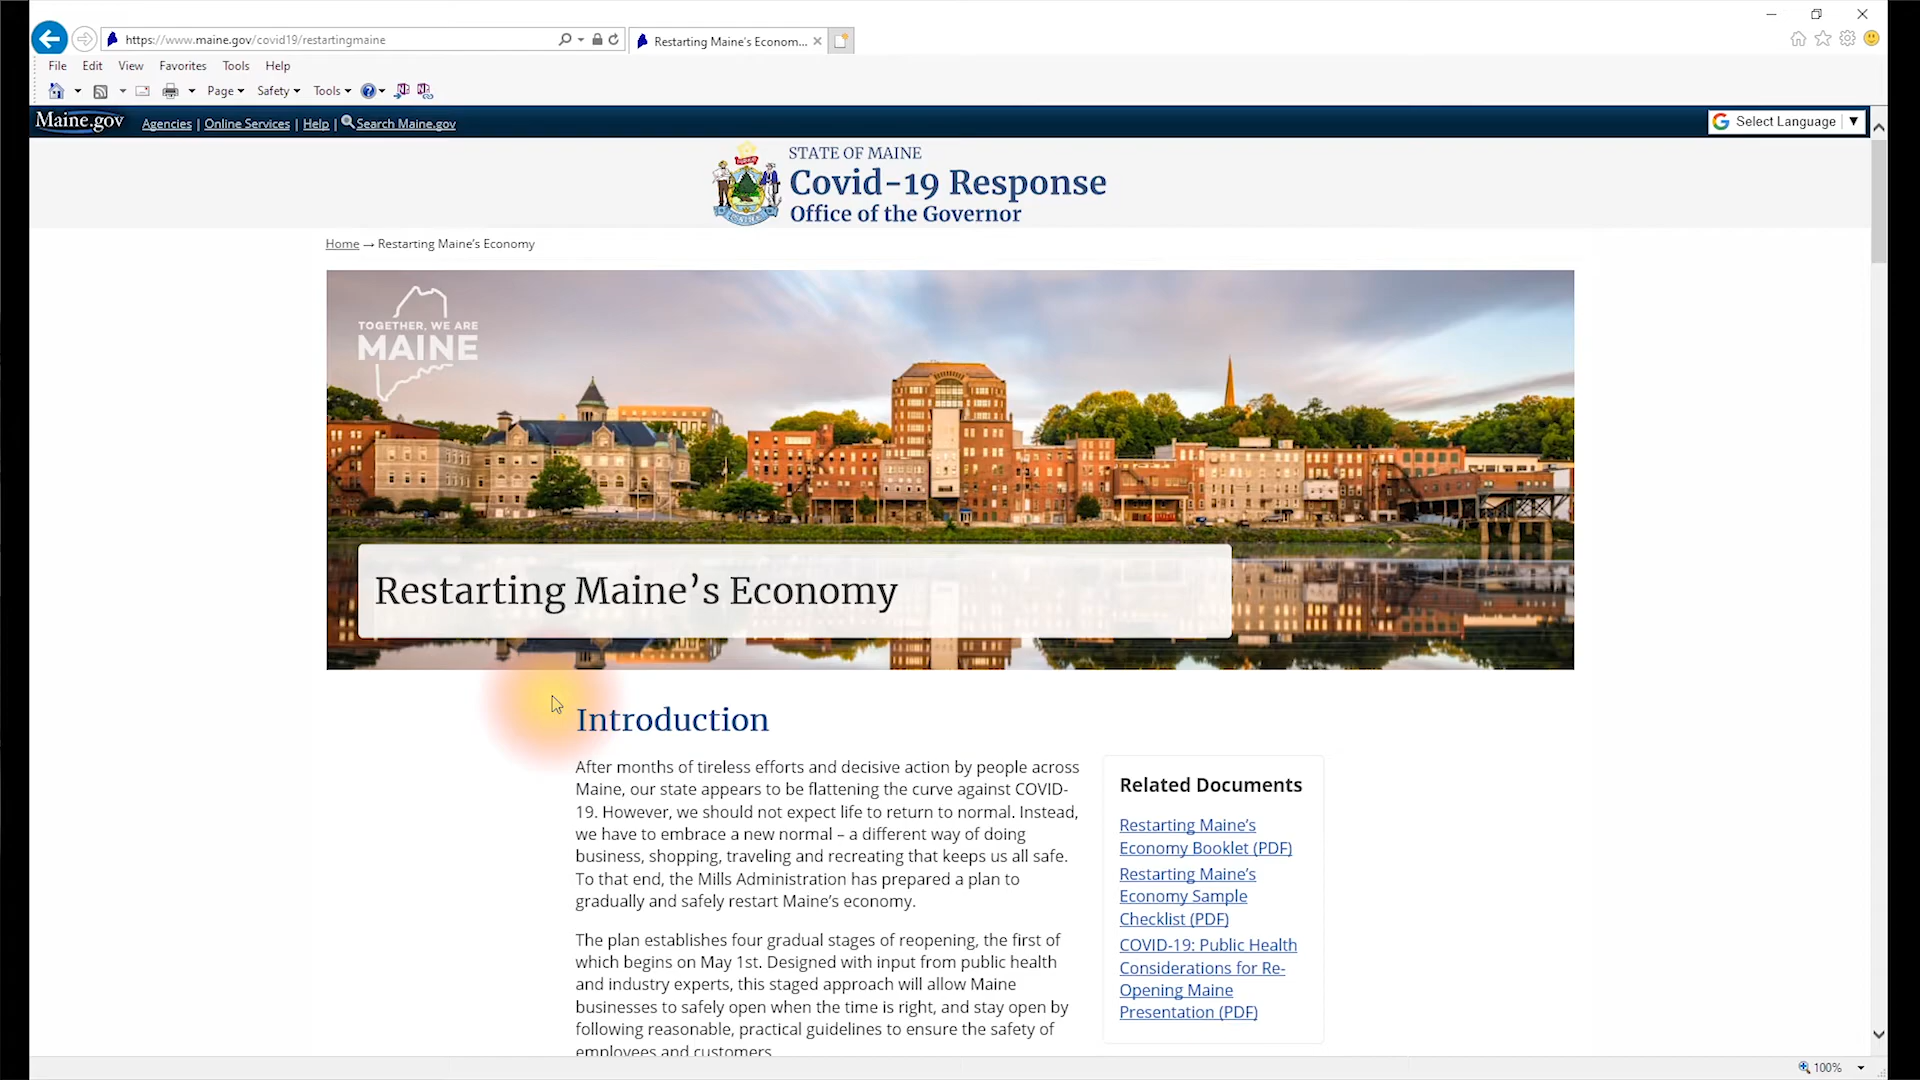 https://www.maine.gov/covid19/restartingmaine
Restarting Maine's Econom...
File Edit View Favorites Tools Help
Page Safety Tools
Maine.gov Agencies | Online Services | Help | Search Maine.gov
Select Language
STATE OF MAINE
Covid-19 Response
Office of the Governor
Home → Restarting Maine’s Economy
TOGETHER, WE ARE
MAINE
Restarting Maine’s Economy
Introduction
After months of tireless efforts and decisive action by people across
Maine, our state appears to be flattening the curve against COVID-
19. However, we should not expect life to return to normal. Instead,
we have to embrace a new normal – a different way of doing
business, shopping, traveling and recreating that keeps us all safe.
To that end, the Mills Administration has prepared a plan to
gradually and safely restart Maine’s economy.
The plan establishes four gradual stages of reopening, the first of
which begins on May 1st. Designed with input from public health
and industry experts, this staged approach will allow Maine
businesses to safely open when the time is right, and stay open by
following reasonable, practical guidelines to ensure the safety of
employees and customers.
Related Documents
Restarting Maine’s
Economy Booklet (PDF)
Restarting Maine’s
Economy Sample
Checklist (PDF)
COVID-19: Public Health
Considerations for Re-
Opening Maine
Presentation (PDF)
100%